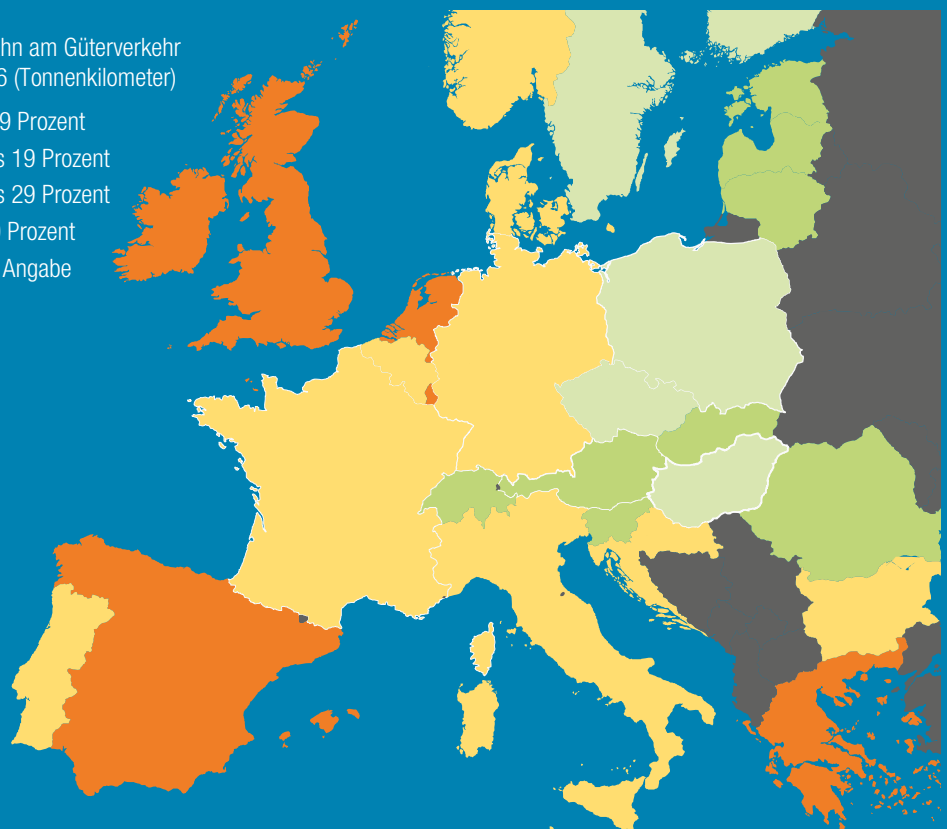 hn am Güterverkehr
6 (Tonnenkilometer)
9 Prozent
s 19 Prozent
s 29 Prozent
Prozent
Angabe